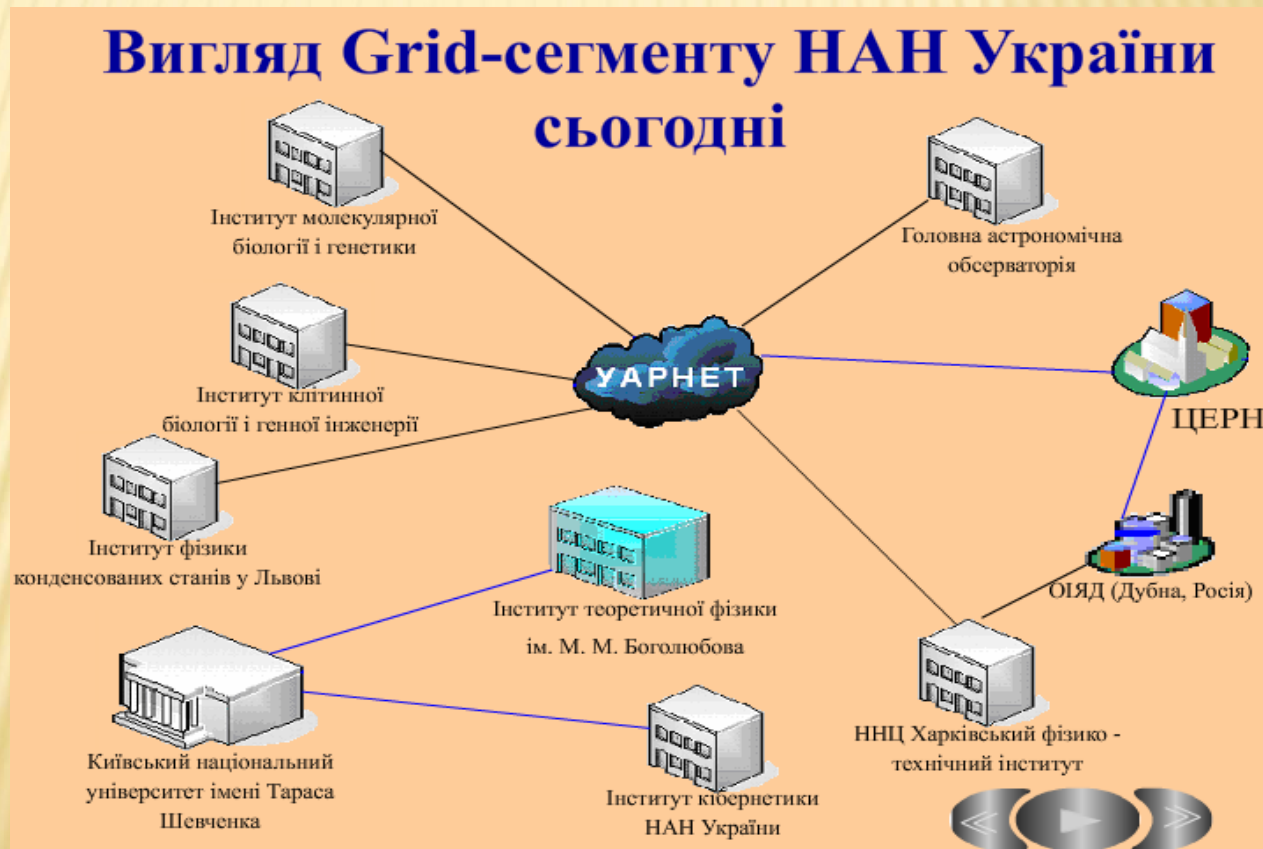 Вигляд Grid-сегменту НАН України
сьогодні
Інститут молекулярної
біології і генетики
Головна астрономічна
обсерваторія
УАРНЕТ
Інститут клітинної
біології і генної інженерії
ЦЕРН
Інститут фізики
конденсованих станів у Львові
Інститут теоретичної фізики
ім. М. М. Боголюбова
ОІЯД (Дубна, Росія)
Київський національний
університет імені Тараса
Шевченка
Інститут кібернетики
НАН України
ННЦ Харківський фізико -
технічний інститут